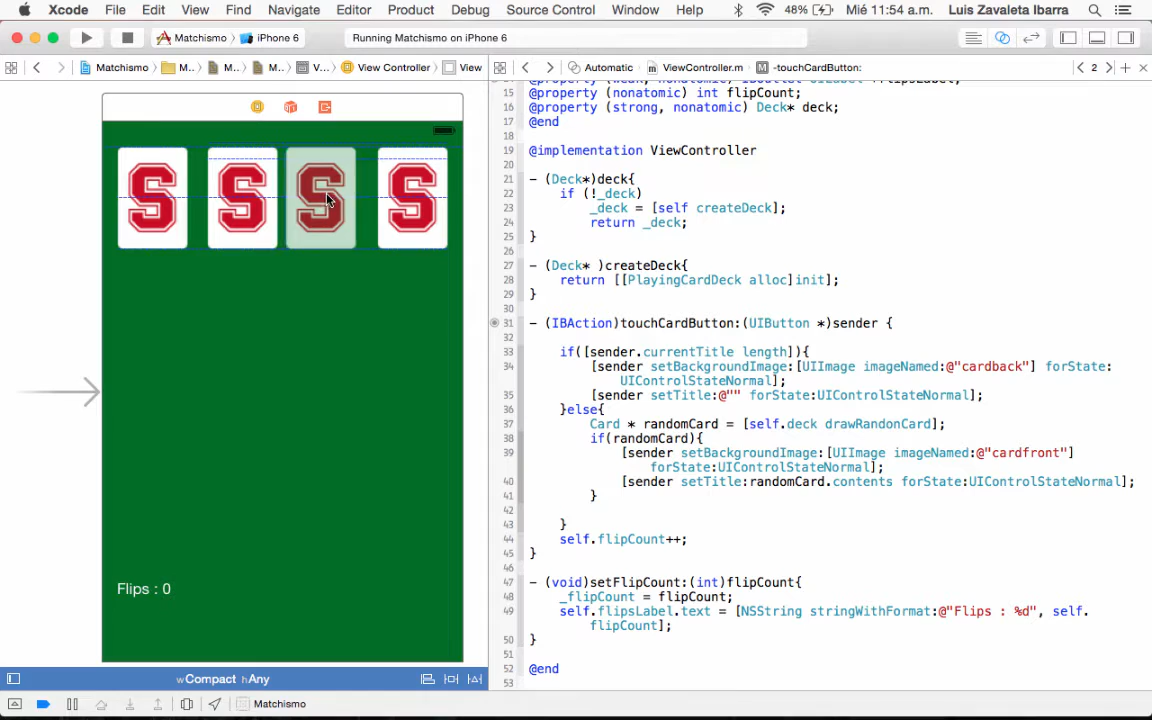 Xcode File Edit View Find Navigate Editor Product Debug Source Control Window Help 48% Mié 11:54 a.m. Luis Zavaleta Ibarra
Matchismo iPhone 6 Running Matchismo on iPhone 6
Matchismo M... M... M... V... View Controller View Automatic ViewController.m M -touchCardButton: 2
15 @property (nonatomic) int flipCount;
16 @property (strong, nonatomic) Deck* deck;
17 @end
18
19 @implementation ViewController
20
21 - (Deck*)deck{
22 if (!_deck)
23 _deck = [self createDeck];
24 return _deck;
25 }
26
27 - (Deck* )createDeck{
28 return [[PlayingCardDeck alloc]init];
29 }
30
31 - (IBAction)touchCardButton:(UIButton *)sender {
32
33 if([sender.currentTitle length]){
34 [sender setBackgroundImage:[UIImage imageNamed:@"cardback"] forState:
UIControlStateNormal];
35 [sender setTitle:@"" forState:UIControlStateNormal];
36 }else{
37 Card * randomCard = [self.deck drawRandonCard];
38 if(randomCard){
39 [sender setBackgroundImage:[UIImage imageNamed:@"cardfront"]
forState:UIControlStateNormal];
40 [sender setTitle:randomCard.contents forState:UIControlStateNormal];
41 }
42
43 }
44 self.flipCount++;
45 }
46
47 - (void)setFlipCount:(int)flipCount{
48 _flipCount = flipCount;
49 self.flipsLabel.text = [NSString stringWithFormat:@"Flips : %d", self.
flipCount];
50 }
51
52 @end
53
S S S S
Flips : 0
wCompact hAny
Matchismo